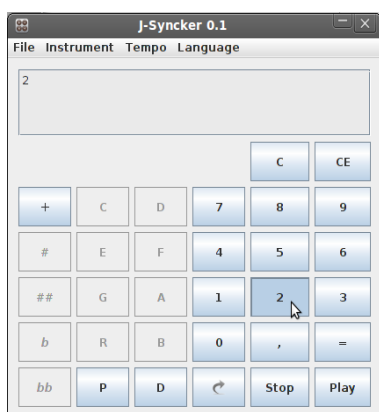 J-Syncker 0.1
File Instrument Tempo Language
2
C CE
+ C D 7 8 9
# E F 4 5 6
## G A 1 2 3
b R B 0 , =
bb P D Stop Play